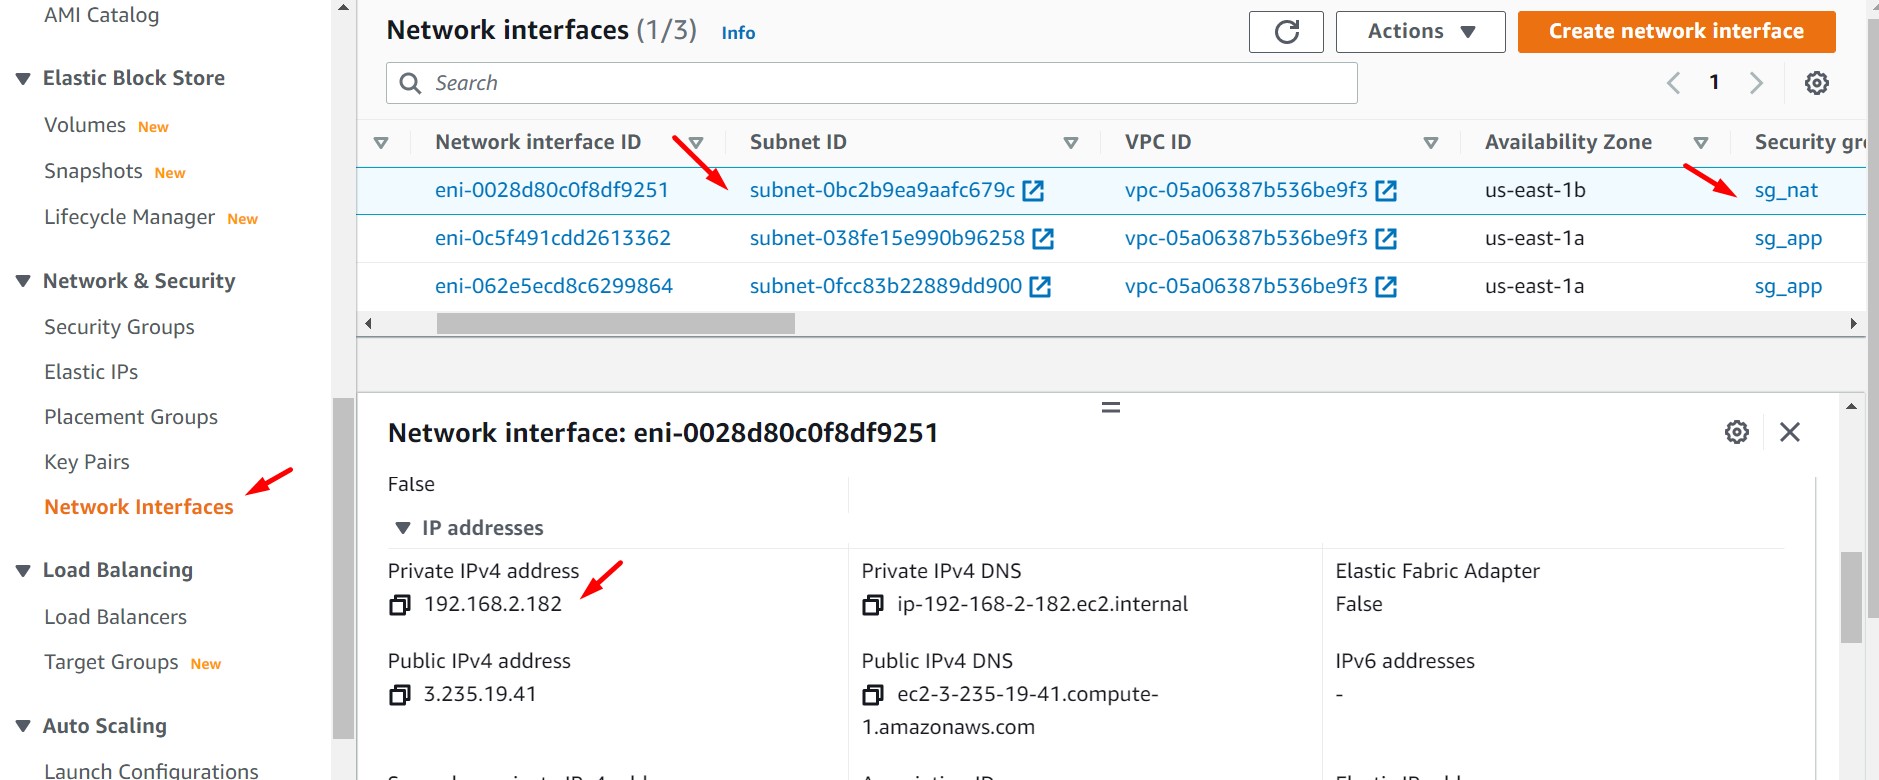 AMI Catalog
Elastic Block Store
Volumes New
Snapshots New
Lifecycle Manager New
Network & Security
Security Groups
Elastic IPs
Placement Groups
Key Pairs
Network Interfaces
Load Balancing
Load Balancers
Target Groups New
Auto Scaling
Launch Configurations
Network interfaces (1/3) Info
Actions
Create network interface
Search
1
Network interface ID Subnet ID VPC ID Availability Zone Security gr
eni-0028d80c0f8df9251 subnet-0bc2b9ea9aafc679c vpc-05a06387b536be9f3 us-east-1b sg_nat
eni-0c5f491cdd2613362 subnet-038fe15e990b96258 vpc-05a06387b536be9f3 us-east-1a sg_app
eni-062e5ecd8c6299864 subnet-0fcc83b22889dd900 vpc-05a06387b536be9f3 us-east-1a sg_app
Network interface: eni-0028d80c0f8df9251
False
IP addresses
Private IPv4 address
192.168.2.182
Private IPv4 DNS
ip-192-168-2-182.ec2.internal
Elastic Fabric Adapter
False
Public IPv4 address
3.235.19.41
Public IPv4 DNS
ec2-3-235-19-41.compute-
1.amazonaws.com
IPv6 addresses
-